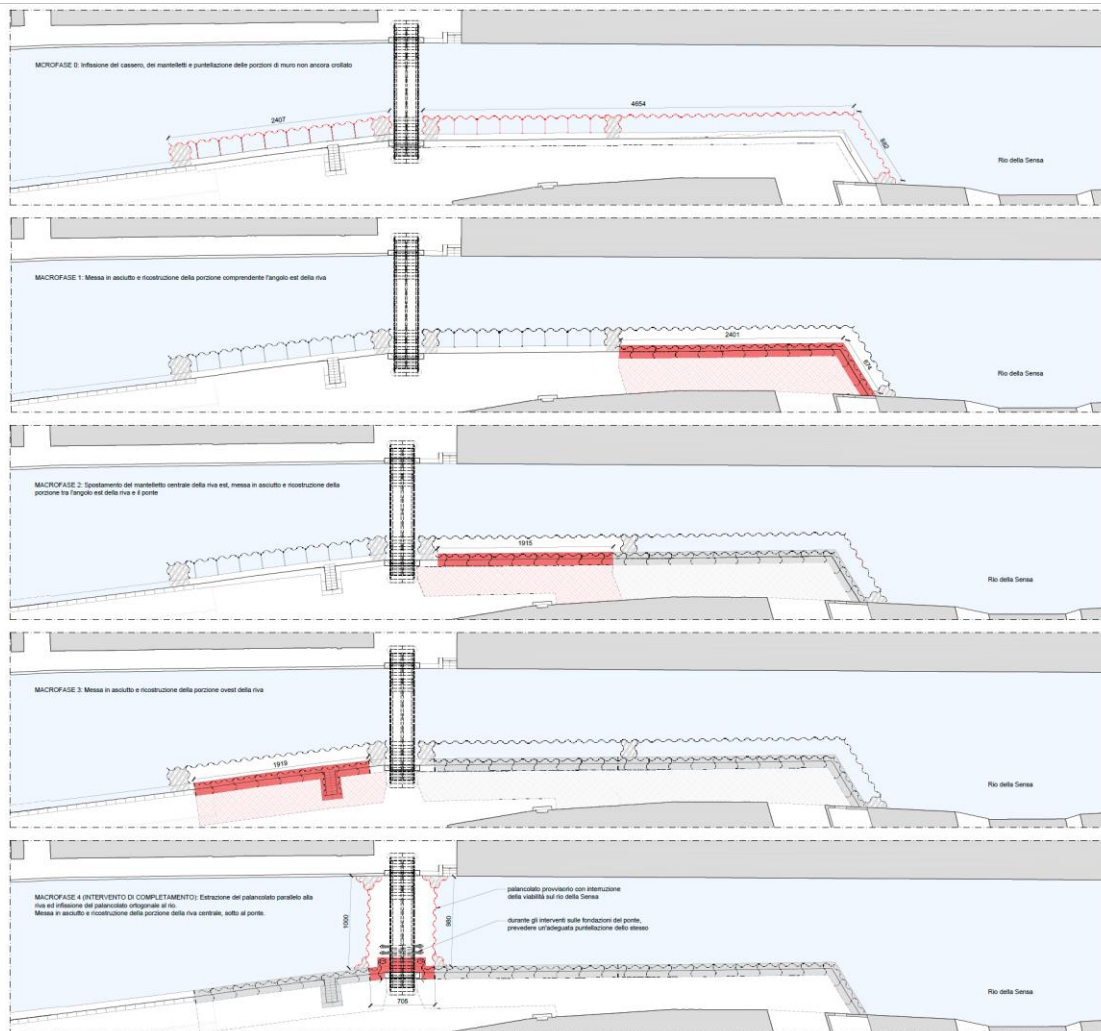 MCROFASE 0: Infissione del cassero, dei mantelletti e puntellazione delle porzioni di muro non ancora crollato
2407
4654
882
Rio della Sensa
MACROFASE 1: Messa in asciutto e ricostruzione della porzione comprendente l'angolo est della riva
2401
874
Rio della Sensa
MACROFASE 2: Spostamento del mantelletto centrale della riva est, messa in asciutto e ricostruzione della
porzione tra l'angolo est della riva e il ponte
1915
Rio della Sensa
MACROFASE 3: Messa in asciutto e ricostruzione della porzione ovest della riva
1919
Rio della Sensa
MACROFASE 4 (INTERVENTO DI COMPLETAMENTO): Estrazione del palancolato parallelo alla
riva ed infissione del palancolato ortogonale al rio.
Messa in asciutto e ricostruzione della porzione della riva centrale, sotto al ponte.
1000
960
palancolato provvisorio con interruzione
della viabilità sul rio della Sensa
durante gli interventi sulle fondazioni del ponte,
prevedere un'adeguata puntellazione dello stesso
705
Rio della Sensa